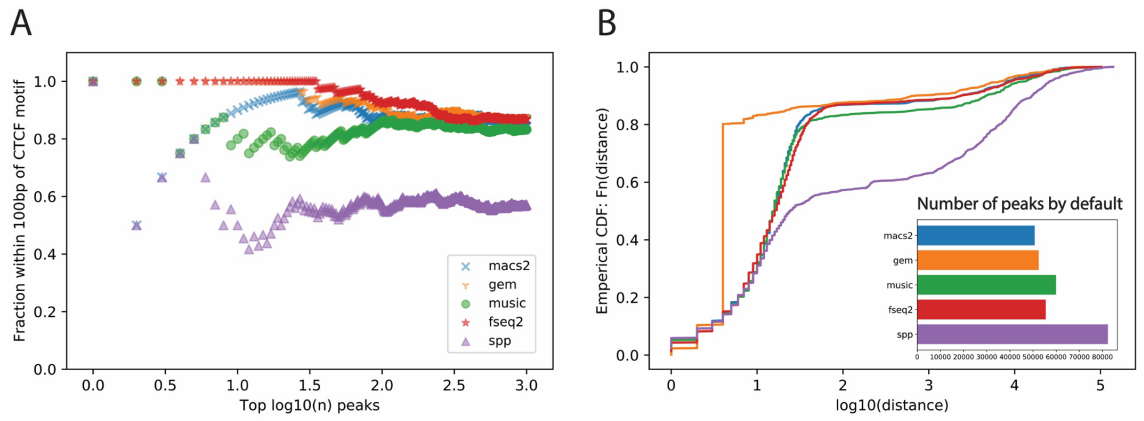 A
Fraction within 100bp of CTCF motif
1.0
0.8
0.6
0.4
0.2
0.0
macs2
gem
music
fseq2
spp
0.0 0.5 1.0 1.5 2.0 2.5 3.0
Top log10(n) peaks
B
Emperical CDF: Fn(distance)
1.0
0.8
0.6
0.4
0.2
0.0
Number of peaks by default
macs2
gem
music
fseq2
spp
0 10000 20000 30000 40000 50000 60000 70000 80000
0 1 2 3 4 5
log10(distance)